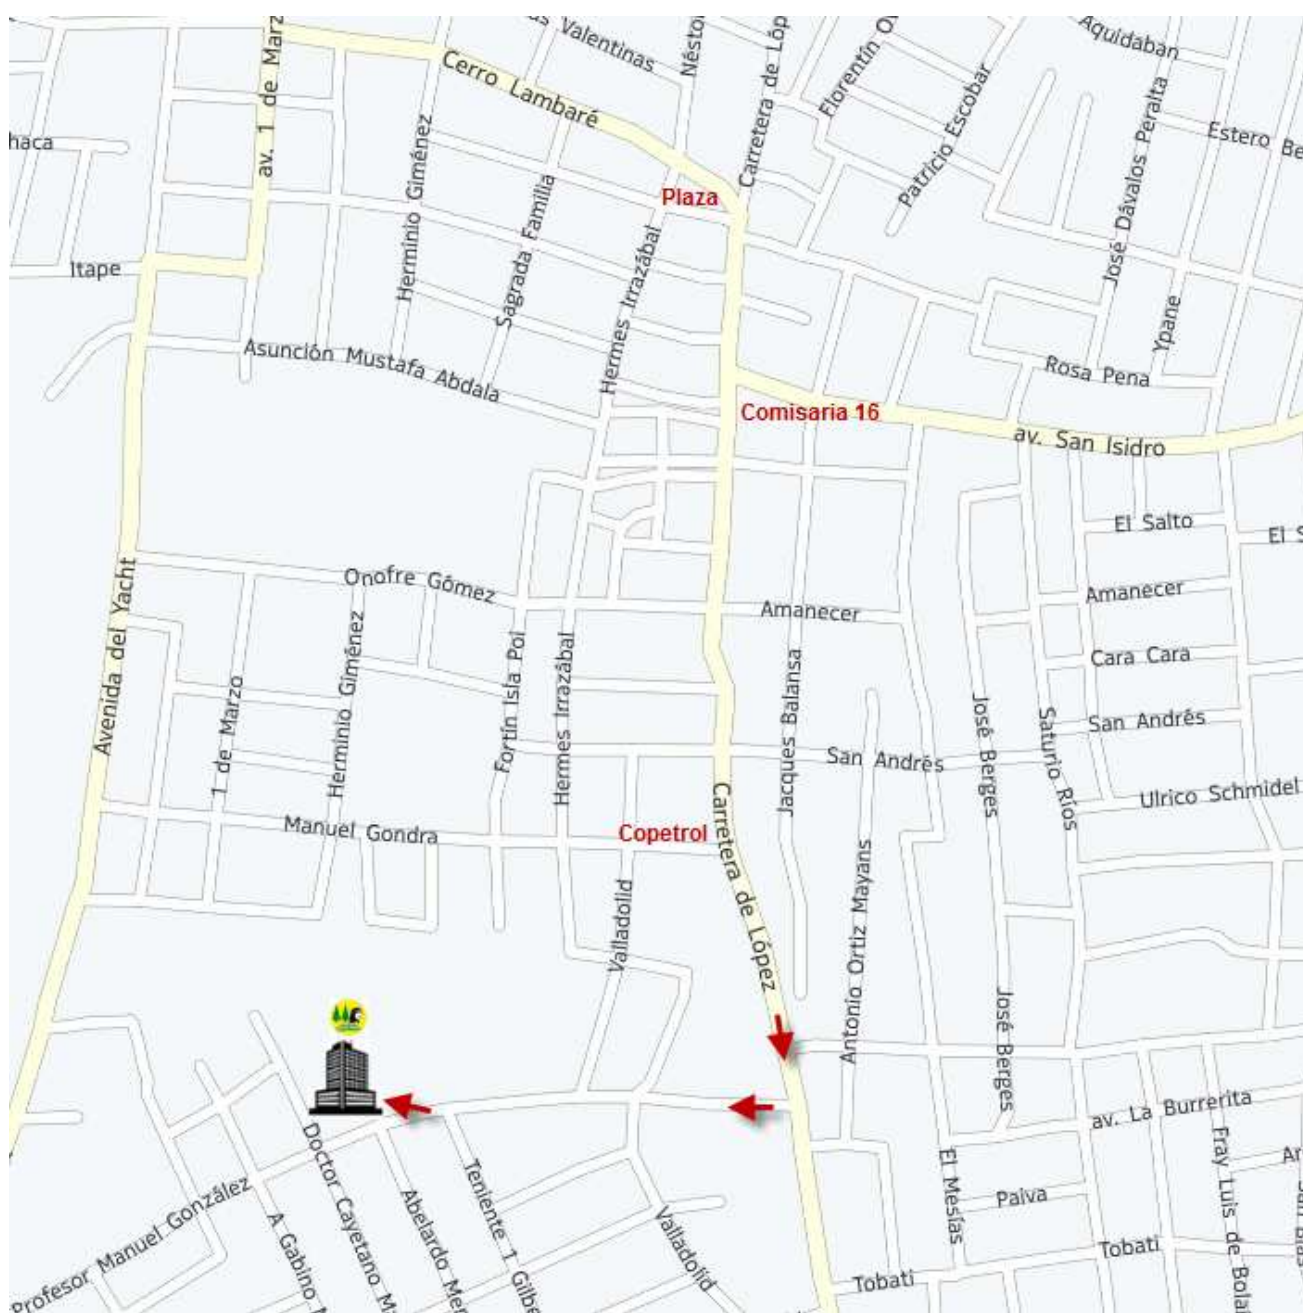 Valentinas
Aquidaban
av. 1 de Marz
Cerro Lambaré
Carretera de Lóp
Florentín O
Patricio Escobar
José Dávalos Peralta
Estero Be
haca
Herminio Giménez
Sagrada Familia
Plaza
Itape
Hermes Irrazábal
Ypane
Asunción Mustafa Abdala
Rosa Pena
Comisaria 16
av. San Isidro
El Salto
El S
Onofre Gómez
Amanecer
Amanecer
Avenida del Yacht
Herminio Giménez
Fortín Isla Poi
Hermes Irrazábal
Jacques Balansa
Cara Cara
1 de Marzo
José Berges
Saturio Ríos
San Andrés
San Andrés
Ulrico Schmidel
Manuel Gondra
Copetrol
Carretera de López
Antonio Ortiz Mayans
Valladolid
José Berges
av. La Burrerita
Profesor Manuel González
A Gabino
Doctor Cayetano M
Abelardo Mer
Teniente 1 Gilbe
Valladolid
El Mesías
Paiva
Fray Luis de Bola
Ar
Tobati
Tobati